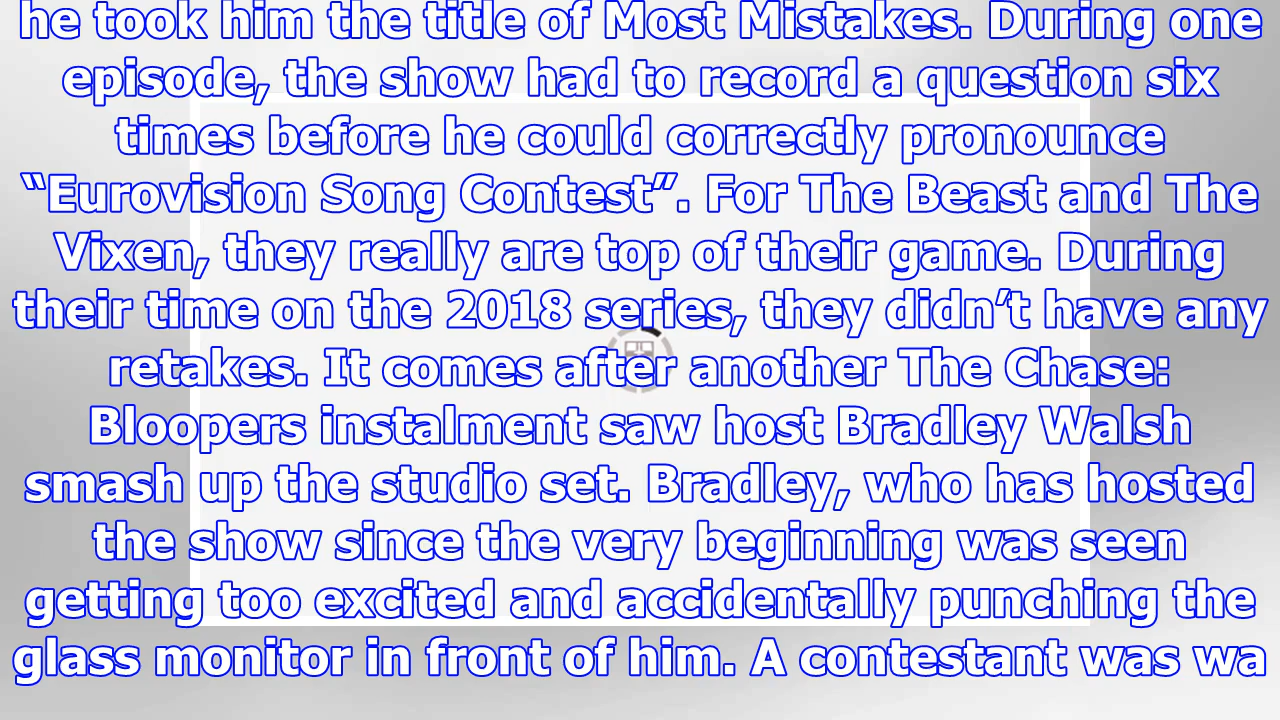 he took him the title of Most Mistakes. During one
episode, the show had to record a question six
times before he could correctly pronounce
“Eurovision Song Contest”. For The Beast and The
Vixen, they really are top of their game. During
their time on the 2018 series, they didn’t have any
retakes. It comes after another The Chase:
Bloopers instalment saw host Bradley Walsh
smash up the studio set. Bradley, who has hosted
the show since the very beginning was seen
getting too excited and accidentally punching the
glass monitor in front of him. A contestant was wa